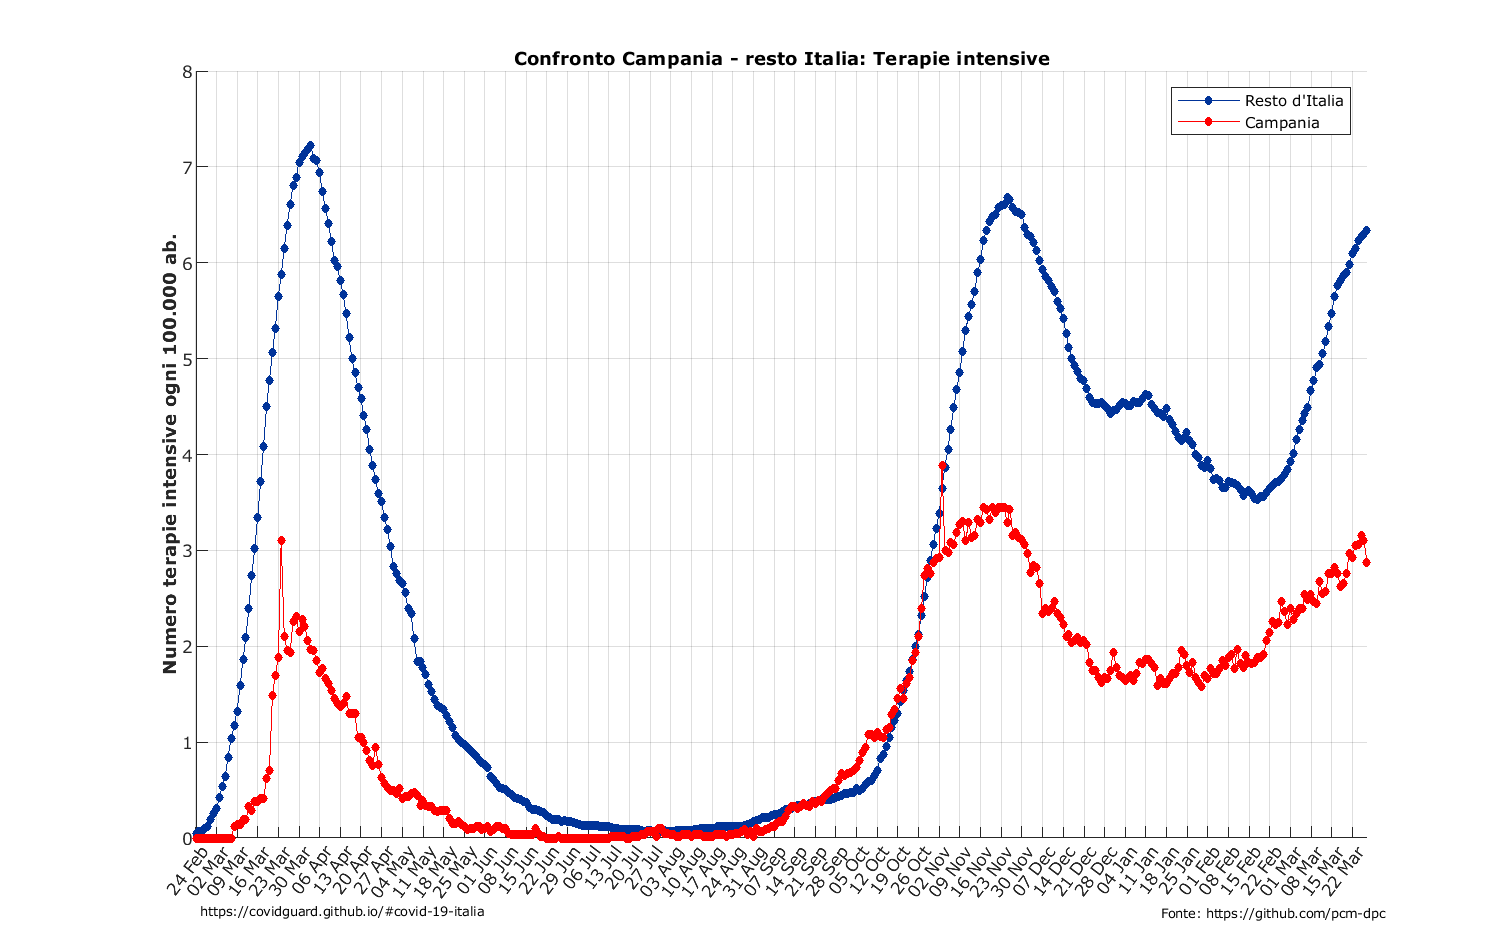 Confronto Campania - resto Italia: Terapie intensive
Numero terapie intensive ogni 100.000 ab.
8
7
6
5
4
3
2
1
0
Resto d'Italia
Campania
24 Feb
02 Mar
09 Mar
16 Mar
23 Mar
30 Mar
06 Apr
13 Apr
20 Apr
27 Apr
04 May
11 May
18 May
25 May
01 Jun
08 Jun
15 Jun
22 Jun
29 Jun
06 Jul
13 Jul
20 Jul
27 Jul
03 Aug
10 Aug
17 Aug
24 Aug
31 Aug
07 Sep
14 Sep
21 Sep
28 Sep
05 Oct
12 Oct
19 Oct
26 Oct
02 Nov
09 Nov
16 Nov
23 Nov
30 Nov
07 Dec
14 Dec
21 Dec
28 Dec
04 Jan
11 Jan
18 Jan
25 Jan
01 Feb
08 Feb
15 Feb
22 Feb
01 Mar
08 Mar
15 Mar
22 Mar
https://covidguard.github.io/#covid-19-italia
Fonte: https://github.com/pcm-dpc